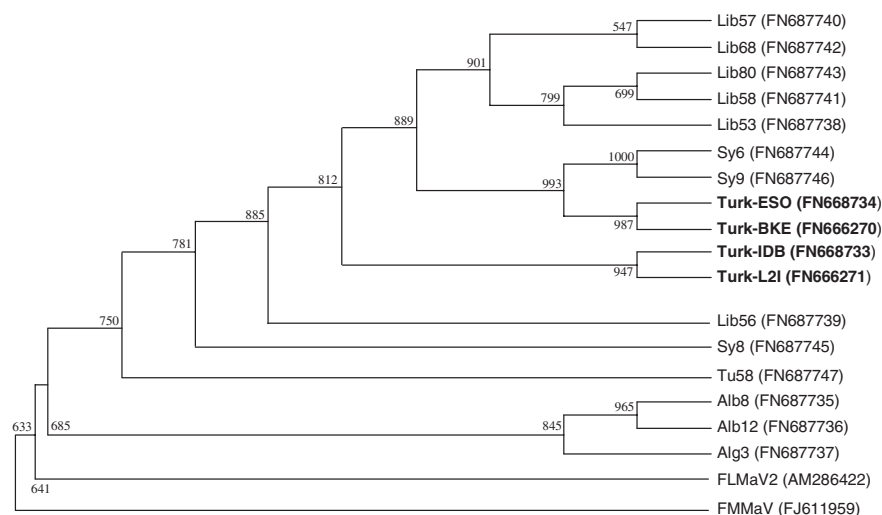 Lib57 (FN687740)
547
Lib68 (FN687742)
901
Lib80 (FN687743)
799
699
Lib58 (FN687741)
889
Lib53 (FN687738)
Sy6 (FN687744)
1000
812
993
Sy9 (FN687746)
Turk-ESO (FN668734)
885
987
Turk-BKE (FN666270)
781
Turk-IDB (FN668733)
947
Turk-L2I (FN666271)
750
Lib56 (FN687739)
Sy8 (FN687745)
Tu58 (FN687747)
Alb8 (FN687735)
965
633
685
845
Alb12 (FN687736)
Alg3 (FN687737)
FLMaV2 (AM286422)
641
FMMaV (FJ611959)